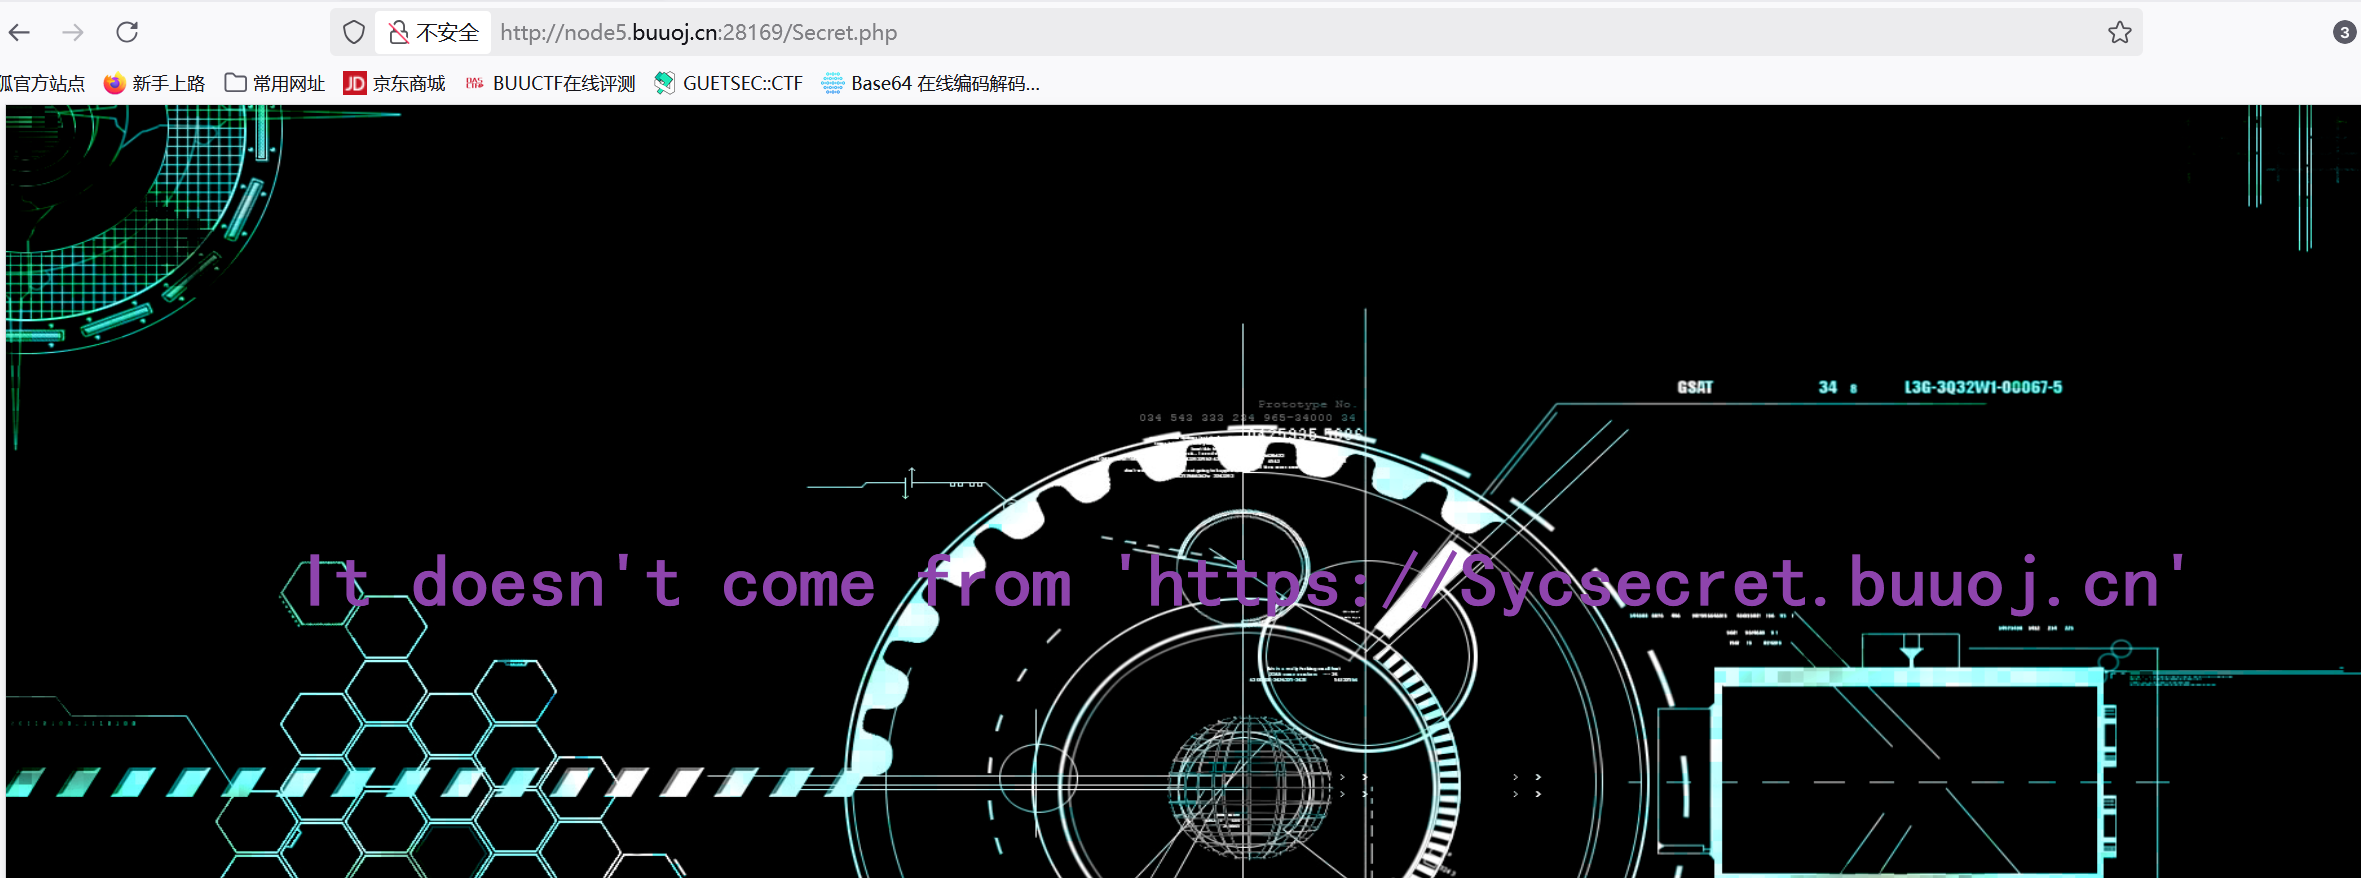 不安全 http://node5.buuoj.cn:28169/Secret.php 3
狐官方站点 新手上路 常用网址 JD 京东商城 BUUCTF在线评测 GUETSEC::CTF Base64 在线编码解码...
GSAT 34 8 L3G-3Q32W1-00067-5
Prototype No.
034 543 333 234 965-34000 34
It doesn't come from 'https://Sycsecret.buuoj.cn'